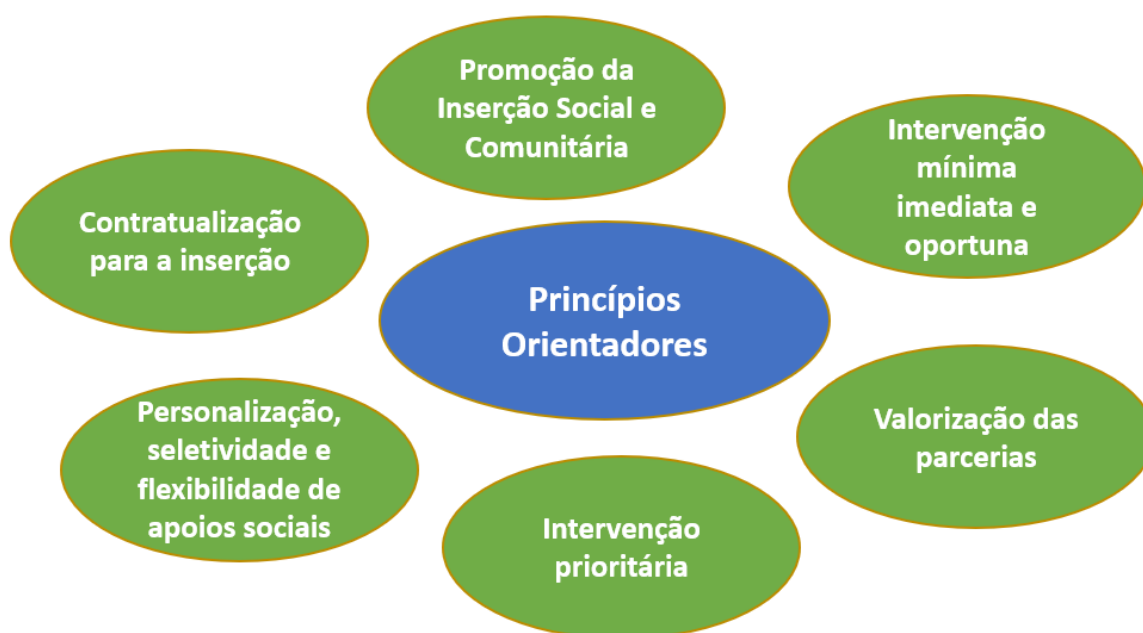 Promoção da
Inserção Social e
Comunitária
Intervenção
mínima
imediata e
oportuna
Contratualização
para a inserção
Princípios
Orientadores
Personalização,
seletividade e
flexibilidade de
apoios sociais
Valorização das
parcerias
Intervenção
prioritária